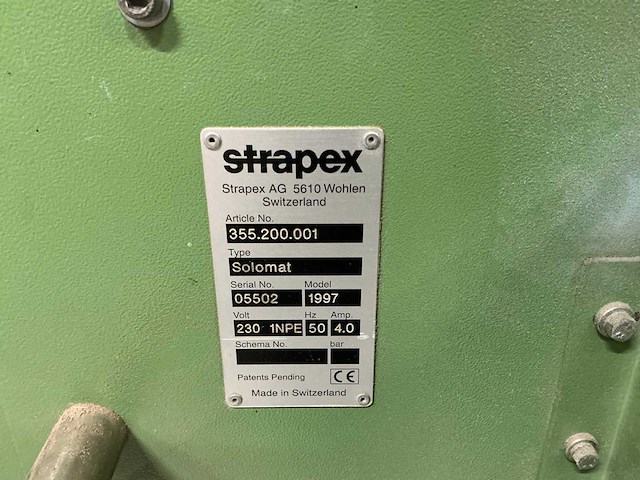 strapex
Strapex AG 5610 Wohlen
Switzerland
Article No.
355.200.001
Type
Solomat
Serial No. Model
05502 1997
Volt Hz Amp.
230 1NPE 50 4.0
Schema No. bar
Patents Pending CE
Made in Switzerland